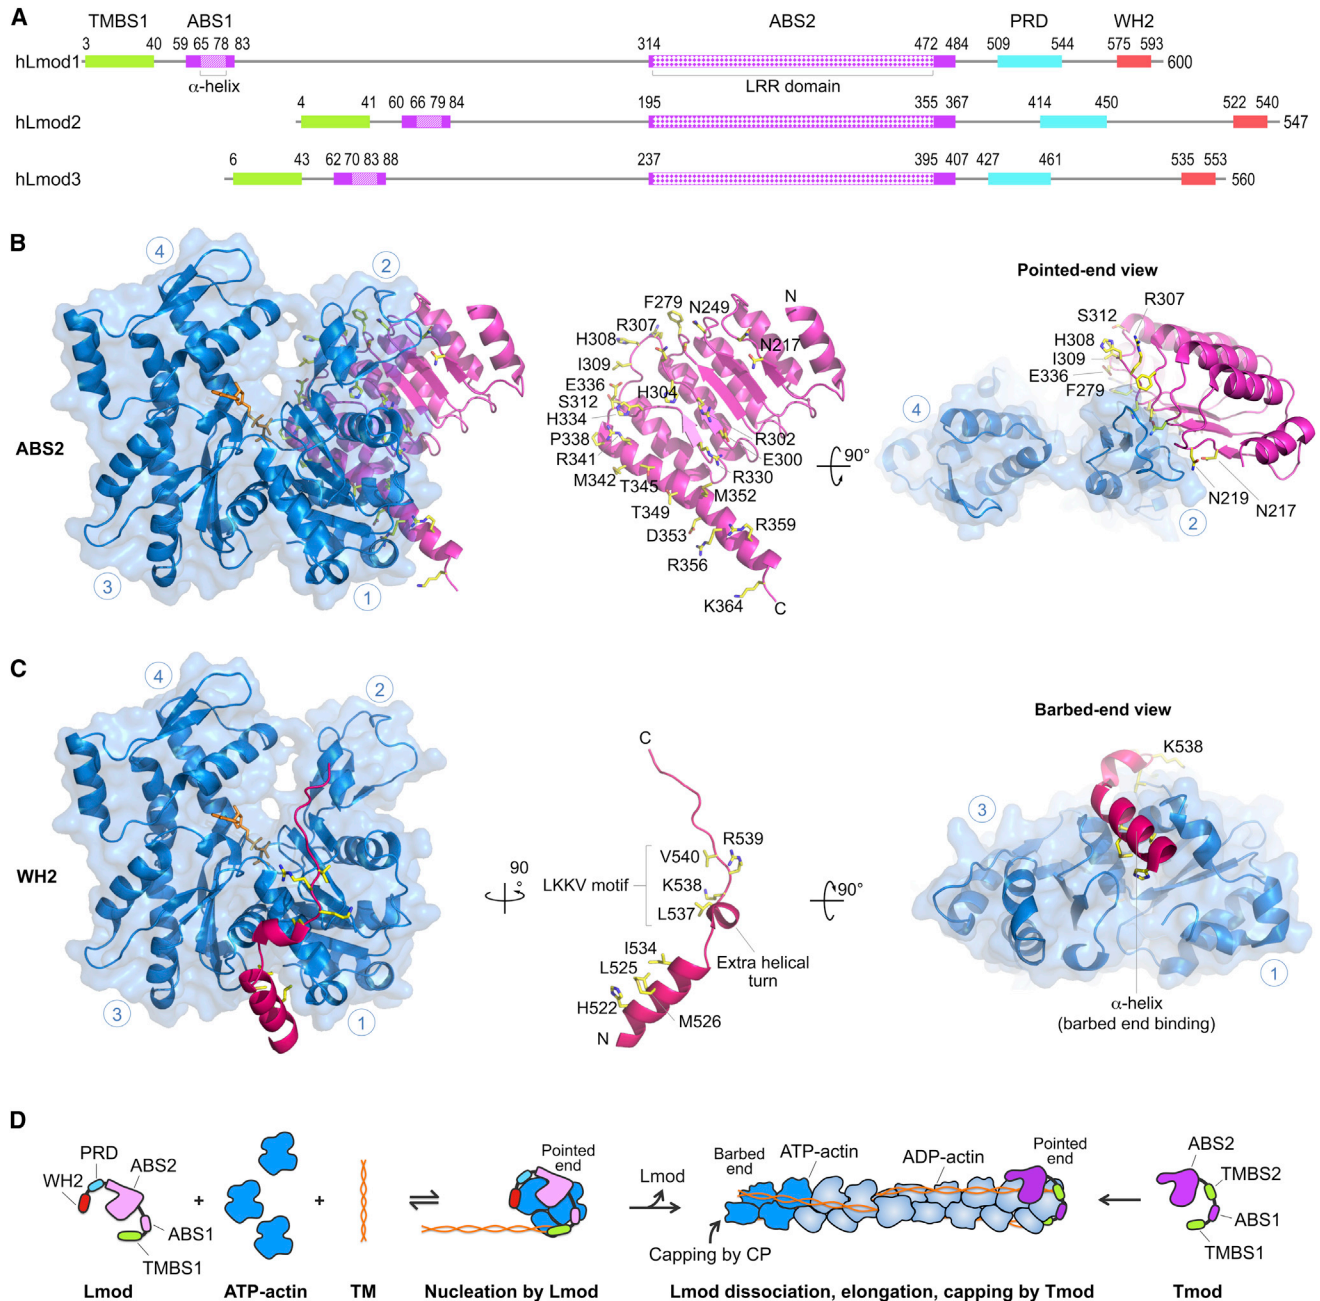 A
TMBS1 ABS1 ABS2 PRD WH2
3 40 59 65 78 83 314 472 484 509 544 575 593
hLmod1 600
α-helix LRR domain
4 41 60 66 79 84 195 355 367 414 450 522 540
hLmod2 547
6 43 62 70 83 88 237 395 407 427 461 535 553
hLmod3 560
B
ABS2
4
2
3
1
F279
N249
N
R307
H308
N217
I309
E336
H304
S312
H334
P338
R302
R341
E300
M342
R330
T345
M352
T349
D353
R359
R356
K364
C
90°
Pointed-end view
R307
S312
H308
I309
E336
F279
4
N219
N217
2
C
WH2
4
2
3
1
90
°
C
R539
V540
LKKV motif
K538
L537
I534
L525
Extra helical
turn
H522
M526
N
90°
Barbed-end view
K538
3
1
α-helix
(barbed end binding)
D
PRD
WH2
ABS2
ABS1
TMBS1
+
+
Pointed
end
Lmod
Barbed
end
ATP-actin
ADP-actin
Pointed
end
Capping by CP
ABS2
TMBS2
ABS1
TMBS1
Lmod ATP-actin TM Nucleation by Lmod Lmod dissociation, elongation, capping by Tmod Tmod